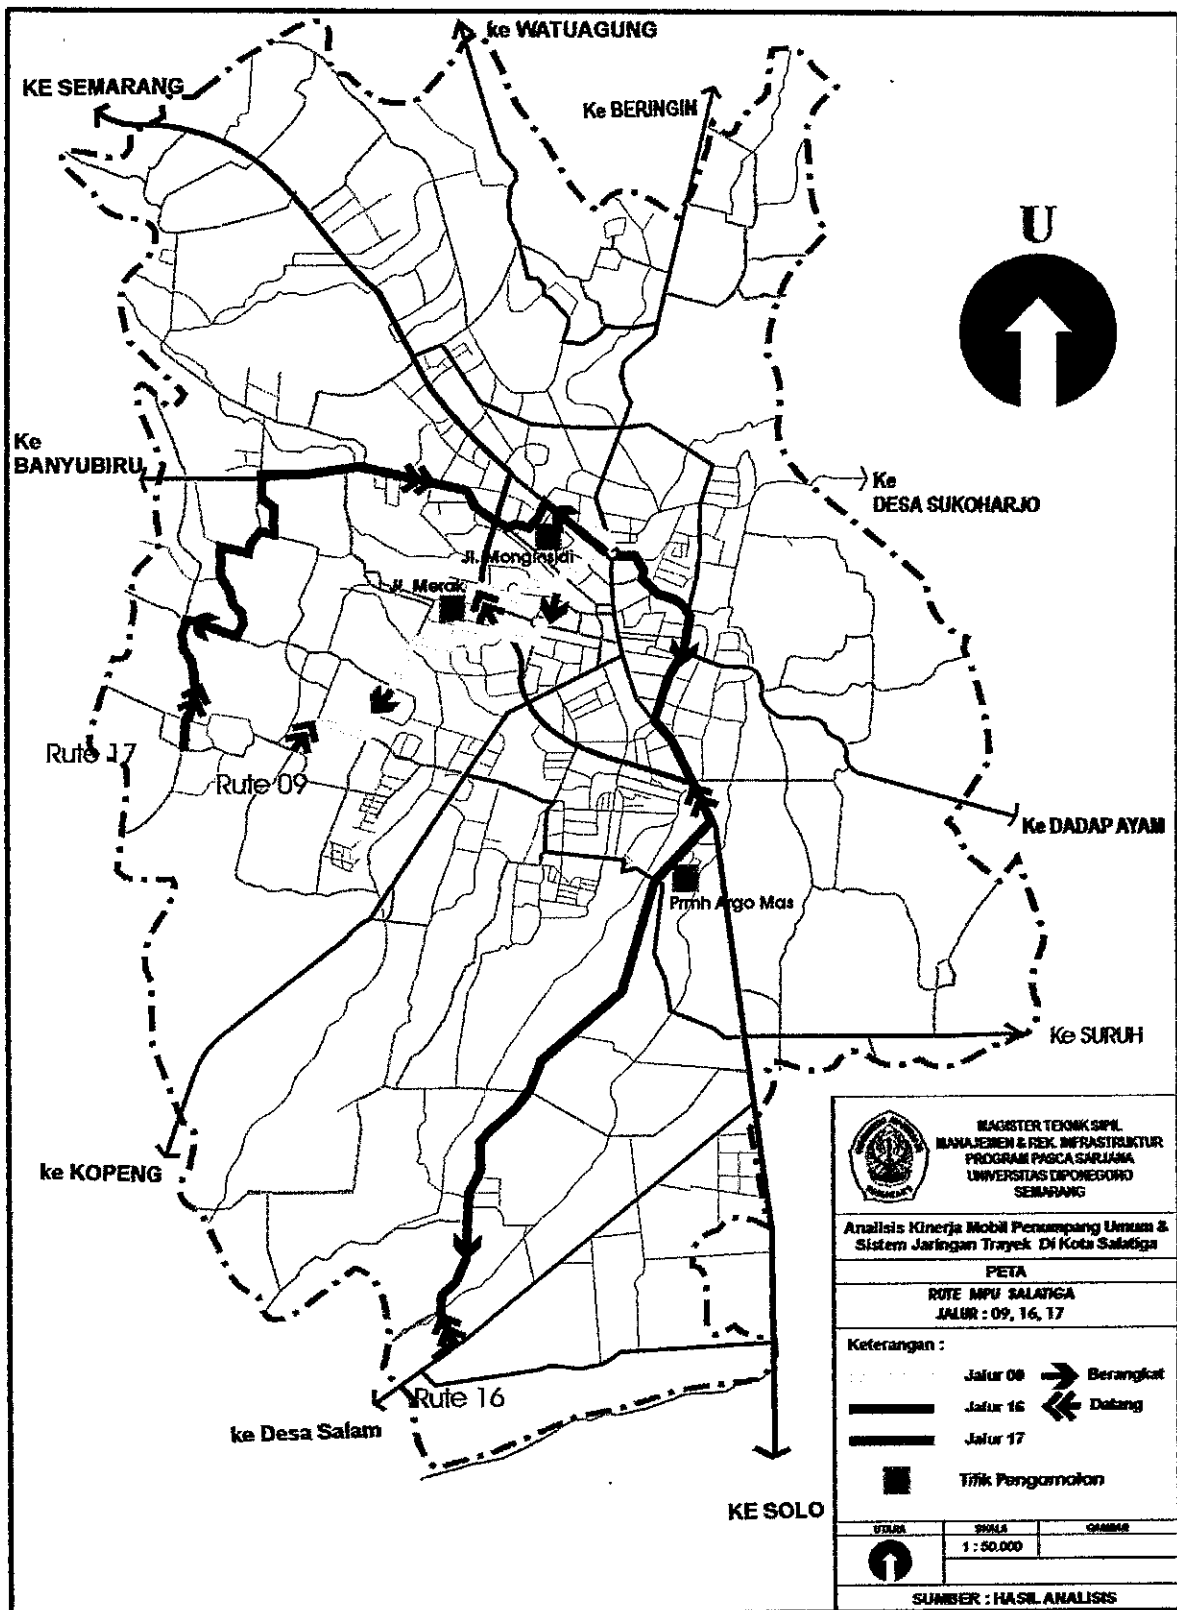 ke WATUAGUNG
KE SEMARANG
Ke BERINGIN
U
Ke
BANYUBIRU
Ke
DESA SUKOHARJO
Jl. Monginsidi
Jl. Merak
Rute 17
Rute 09
Ke DADAP AYAM
Prmh Argo Mas
Ke SURUH
ke KOPENG
Rute 16
ke Desa Salam
KE SOLO
MAGISTER TEKNIK SIPIL
MANAJEMEN & REK. INFRASTRUKTUR
PROGRAM PASCA SARJANA
UNIVERSITAS DIPONEGORO
SEMARANG
Analisis Kinerja Mobil Penumpang Umum &
Sistem Jaringan Trayek Di Kota Salatiga
PETA
RUTE MPU SALATIGA
JALUR : 09, 16, 17
Keterangan :
Jalur 09 Berangkat
Jalur 16 Datang
Jalur 17
Titik Pengamatan
UTARA SKALA GAMBAR
1 : 50.000
SUMBER : HASIL ANALISIS